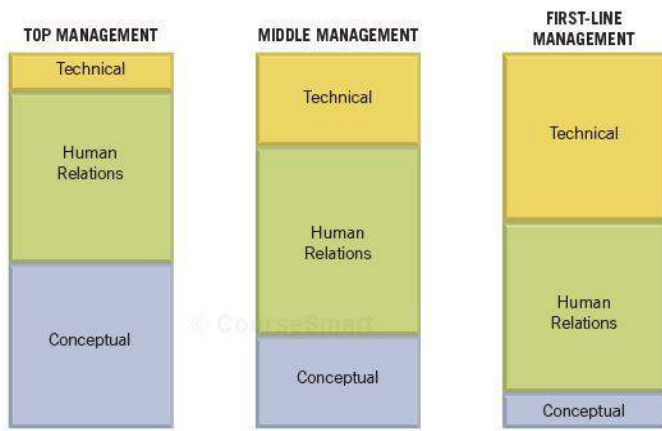 TOP MANAGEMENT
Technical
Human
Relations
Conceptual
MIDDLE MANAGEMENT
Technical
Human
Relations
Conceptual
© CourseSmart
FIRST-LINE
MANAGEMENT
Technical
Human
Relations
Conceptual